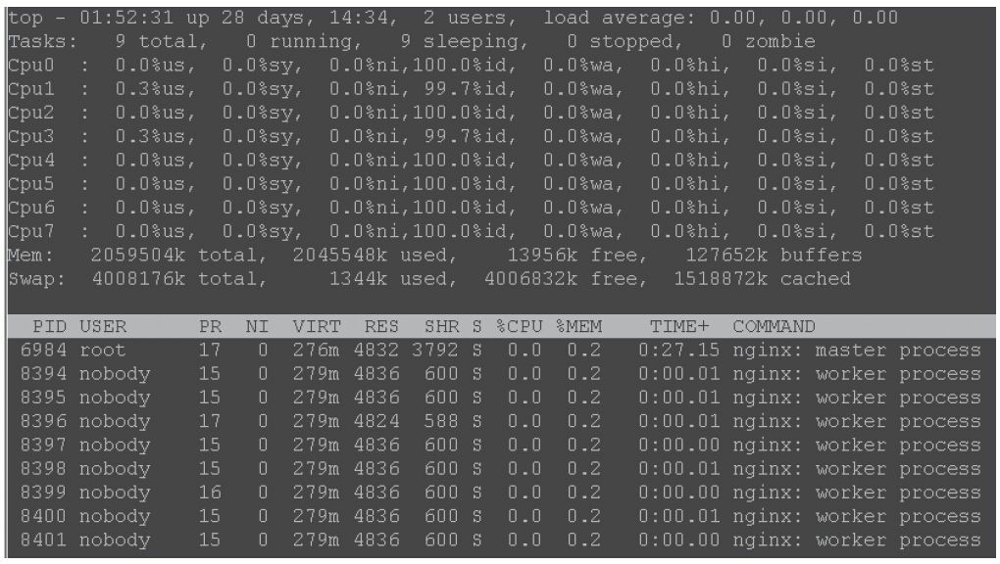 top - 01:52:31 up 28 days, 14:34,  2 users,  load average: 0.00, 0.00, 0.00
Tasks:   9 total,   0 running,   9 sleeping,   0 stopped,   0 zombie
Cpu0  :  0.0%us,  0.0%sy,  0.0%ni,100.0%id,  0.0%wa,  0.0%hi,  0.0%si,  0.0%st
Cpu1  :  0.3%us,  0.0%sy,  0.0%ni, 99.7%id,  0.0%wa,  0.0%hi,  0.0%si,  0.0%st
Cpu2  :  0.0%us,  0.0%sy,  0.0%ni,100.0%id,  0.0%wa,  0.0%hi,  0.0%si,  0.0%st
Cpu3  :  0.3%us,  0.0%sy,  0.0%ni, 99.7%id,  0.0%wa,  0.0%hi,  0.0%si,  0.0%st
Cpu4  :  0.0%us,  0.0%sy,  0.0%ni,100.0%id,  0.0%wa,  0.0%hi,  0.0%si,  0.0%st
Cpu5  :  0.0%us,  0.0%sy,  0.0%ni,100.0%id,  0.0%wa,  0.0%hi,  0.0%si,  0.0%st
Cpu6  :  0.0%us,  0.0%sy,  0.0%ni,100.0%id,  0.0%wa,  0.0%hi,  0.0%si,  0.0%st
Cpu7  :  0.0%us,  0.0%sy,  0.0%ni,100.0%id,  0.0%wa,  0.0%hi,  0.0%si,  0.0%st
Mem:   2059504k total,  2045548k used,    13956k free,   127652k buffers
Swap:  4008176k total,     1344k used,  4006832k free,  1518872k cached
  PID USER      PR  NI  VIRT  RES  SHR S %CPU %MEM    TIME+  COMMAND
 6984 root      17   0  276m 4832 3792 S  0.0  0.2   0:27.15 nginx: master process
 8394 nobody    15   0  279m 4836  600 S  0.0  0.2   0:00.01 nginx: worker process
 8395 nobody    15   0  279m 4836  600 S  0.0  0.2   0:00.01 nginx: worker process
 8396 nobody    17   0  279m 4824  588 S  0.0  0.2   0:00.01 nginx: worker process
 8397 nobody    15   0  279m 4836  600 S  0.0  0.2   0:00.00 nginx: worker process
 8398 nobody    15   0  279m 4836  600 S  0.0  0.2   0:00.01 nginx: worker process
 8399 nobody    16   0  279m 4836  600 S  0.0  0.2   0:00.00 nginx: worker process
 8400 nobody    15   0  279m 4836  600 S  0.0  0.2   0:00.01 nginx: worker process
 8401 nobody    15   0  279m 4836  600 S  0.0  0.2   0:00.00 nginx: worker process